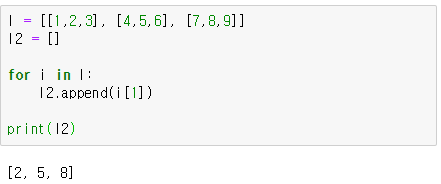 l = [[1,2,3], [4,5,6], [7,8,9]]
l2 = []
for i in l:
    l2.append(i[1])
print(l2)
[2, 5, 8]